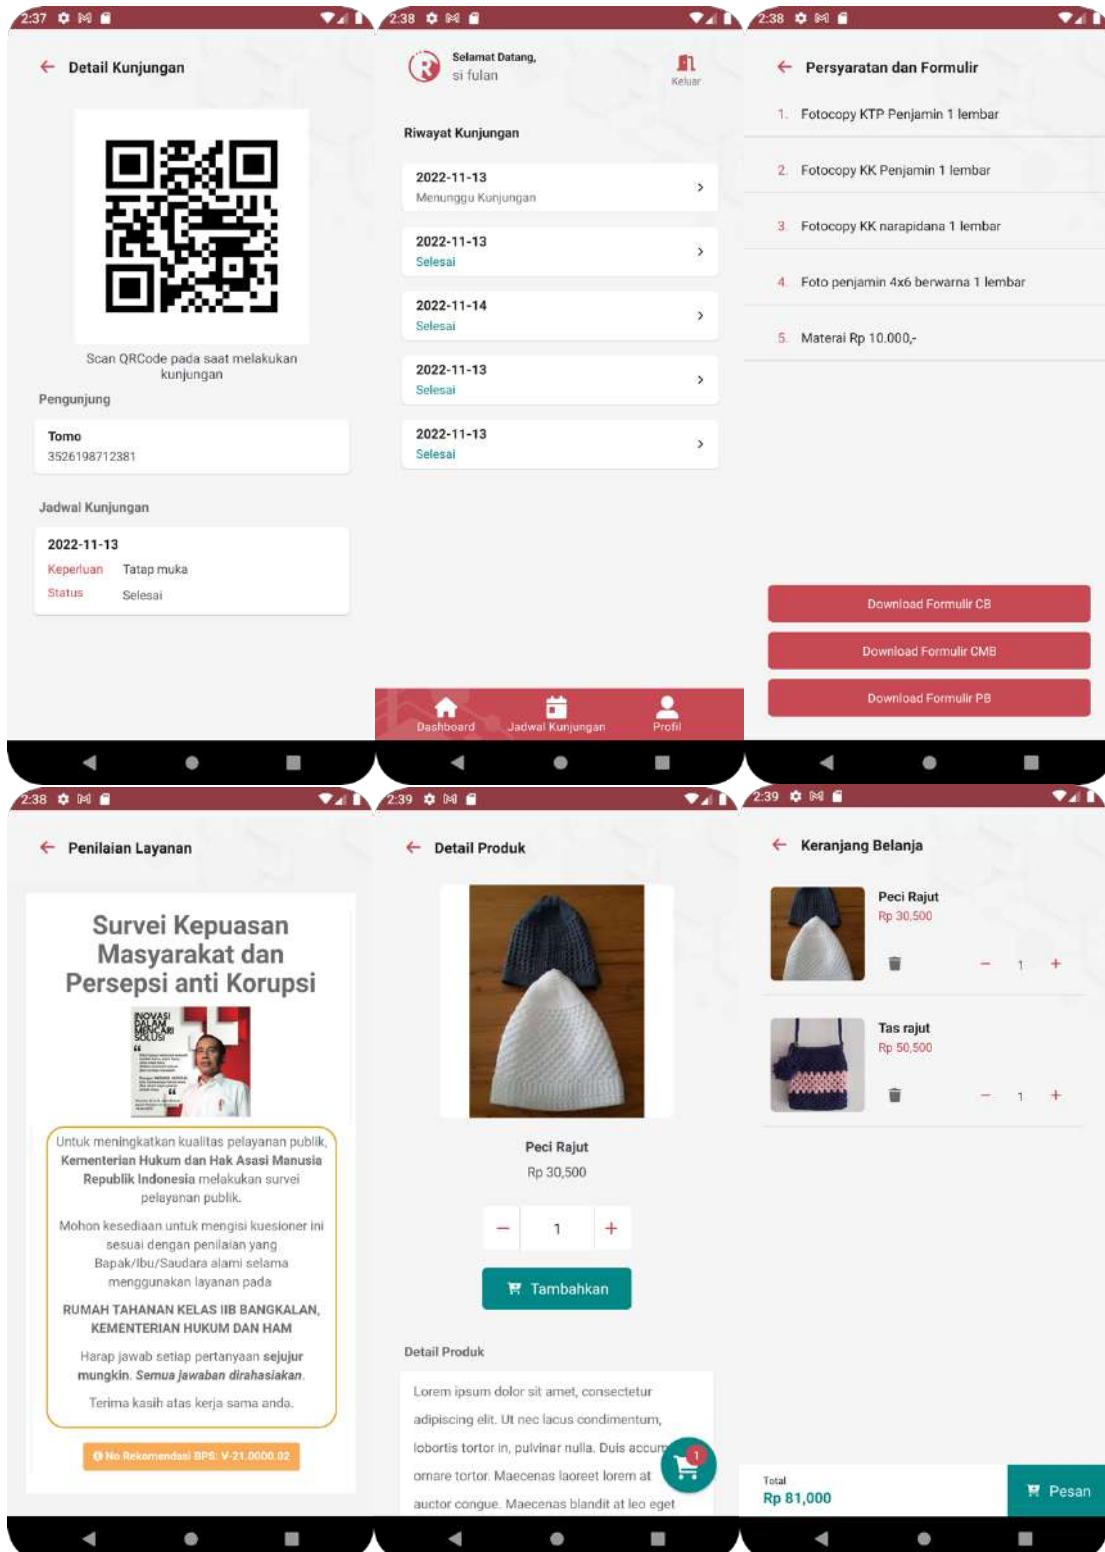 2:37
Detail Kunjungan
Scan QRCode pada saat melakukan
kunjungan
Pengunjung
Tomo
3526198712381
Jadwal Kunjungan
2022-11-13
Keperluan Tatap muka
Status Selesai
2:38
Selamat Datang,
si fulan
Keluar
Riwayat Kunjungan
2022-11-13
Menunggu Kunjungan
2022-11-13
Selesai
2022-11-14
Selesai
2022-11-13
Selesai
2022-11-13
Selesai
Dashboard Jadwal Kunjungan Profil
2:38
Persyaratan dan Formulir
1. Fotocopy KTP Penjamin 1 lembar
2. Fotocopy KK Penjamin 1 lembar
3. Fotocopy KK narapidana 1 lembar
4. Foto penjamin 4x6 berwarna 1 lembar
5. Materai Rp 10.000,-
Download Formulir CB
Download Formulir CMB
Download Formulir PB
2:38
Penilaian Layanan
Survei Kepuasan
Masyarakat dan
Persepsi anti Korupsi
INOVASI
DALAM
MENCARI
SOLUSI
Untuk meningkatkan kualitas pelayanan publik,
Kementerian Hukum dan Hak Asasi Manusia
Republik Indonesia melakukan survei
pelayanan publik.
Mohon kesediaan untuk mengisi kuesioner ini
sesuai dengan penilaian yang
Bapak/Ibu/Saudara alami selama
menggunakan layanan pada
RUMAH TAHANAN KELAS IIB BANGKALAN,
KEMENTERIAN HUKUM DAN HAM
Harap jawab setiap pertanyaan sejujur
mungkin. Semua jawaban dirahasiakan.
Terima kasih atas kerja sama anda.
No Rekomendasi BPS: V-21.0000.02
2:39
Detail Produk
Peci Rajut
Rp 30,500
− 1 +
Tambahkan
Detail Produk
Lorem ipsum dolor sit amet, consectetur
adipiscing elit. Ut nec lacus condimentum,
lobortis tortor in, pulvinar nulla. Duis accum
ornare tortor. Maecenas laoreet lorem at
auctor congue. Maecenas blandit at leo eget
1
2:39
Keranjang Belanja
Peci Rajut
Rp 30,500
− 1 +
Tas rajut
Rp 50,500
− 1 +
Total
Rp 81,000
Pesan